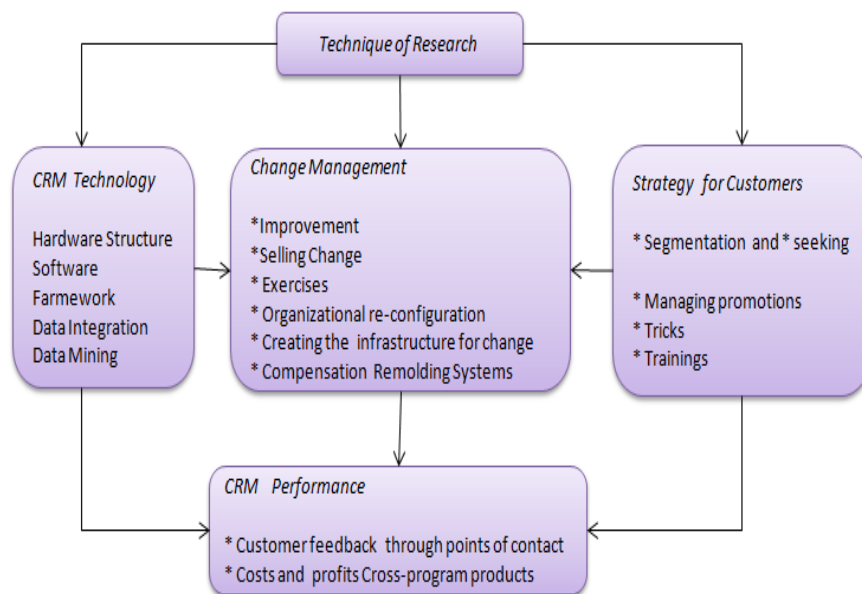 Technique of Research
CRM Technology
Hardware Structure
Software
Farmework
Data Integration
Data Mining
Change Management
*Improvement
*Selling Change
* Exercises
* Organizational re-configuration
* Creating the infrastructure for change
* Compensation Remolding Systems
Strategy for Customers
* Segmentation and * seeking
* Managing promotions
* Tricks
* Trainings
CRM Performance
* Customer feedback through points of contact
* Costs and profits Cross-program products